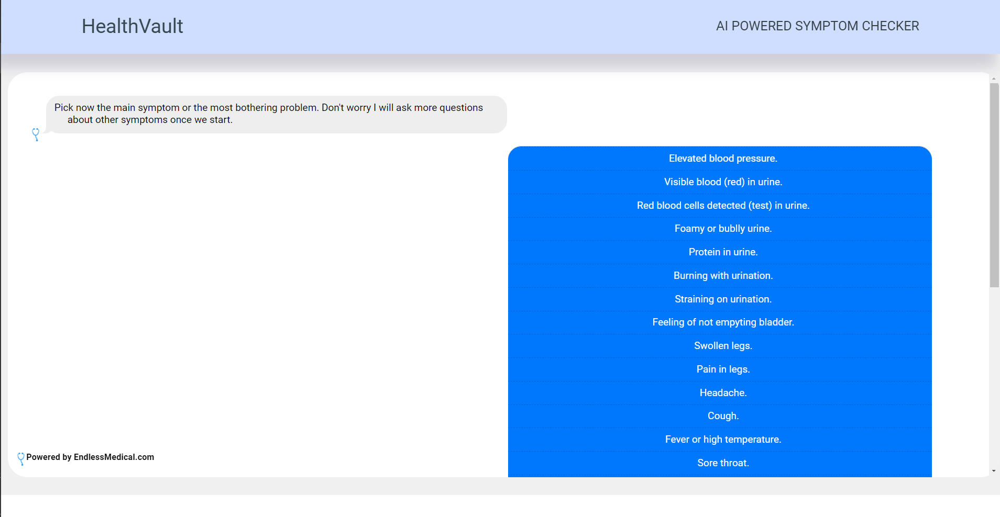 HealthVault
AI POWERED SYMPTOM CHECKER
Pick now the main symptom or the most bothering problem. Don't worry I will ask more questions
about other symptoms once we start.
Elevated blood pressure.
Visible blood (red) in urine.
Red blood cells detected (test) in urine.
Foamy or bublly urine.
Protein in urine.
Burning with urination.
Straining on urination.
Feeling of not empyting bladder.
Swollen legs.
Pain in legs.
Headache.
Cough.
Fever or high temperature.
Sore throat.
Powered by EndlessMedical.com